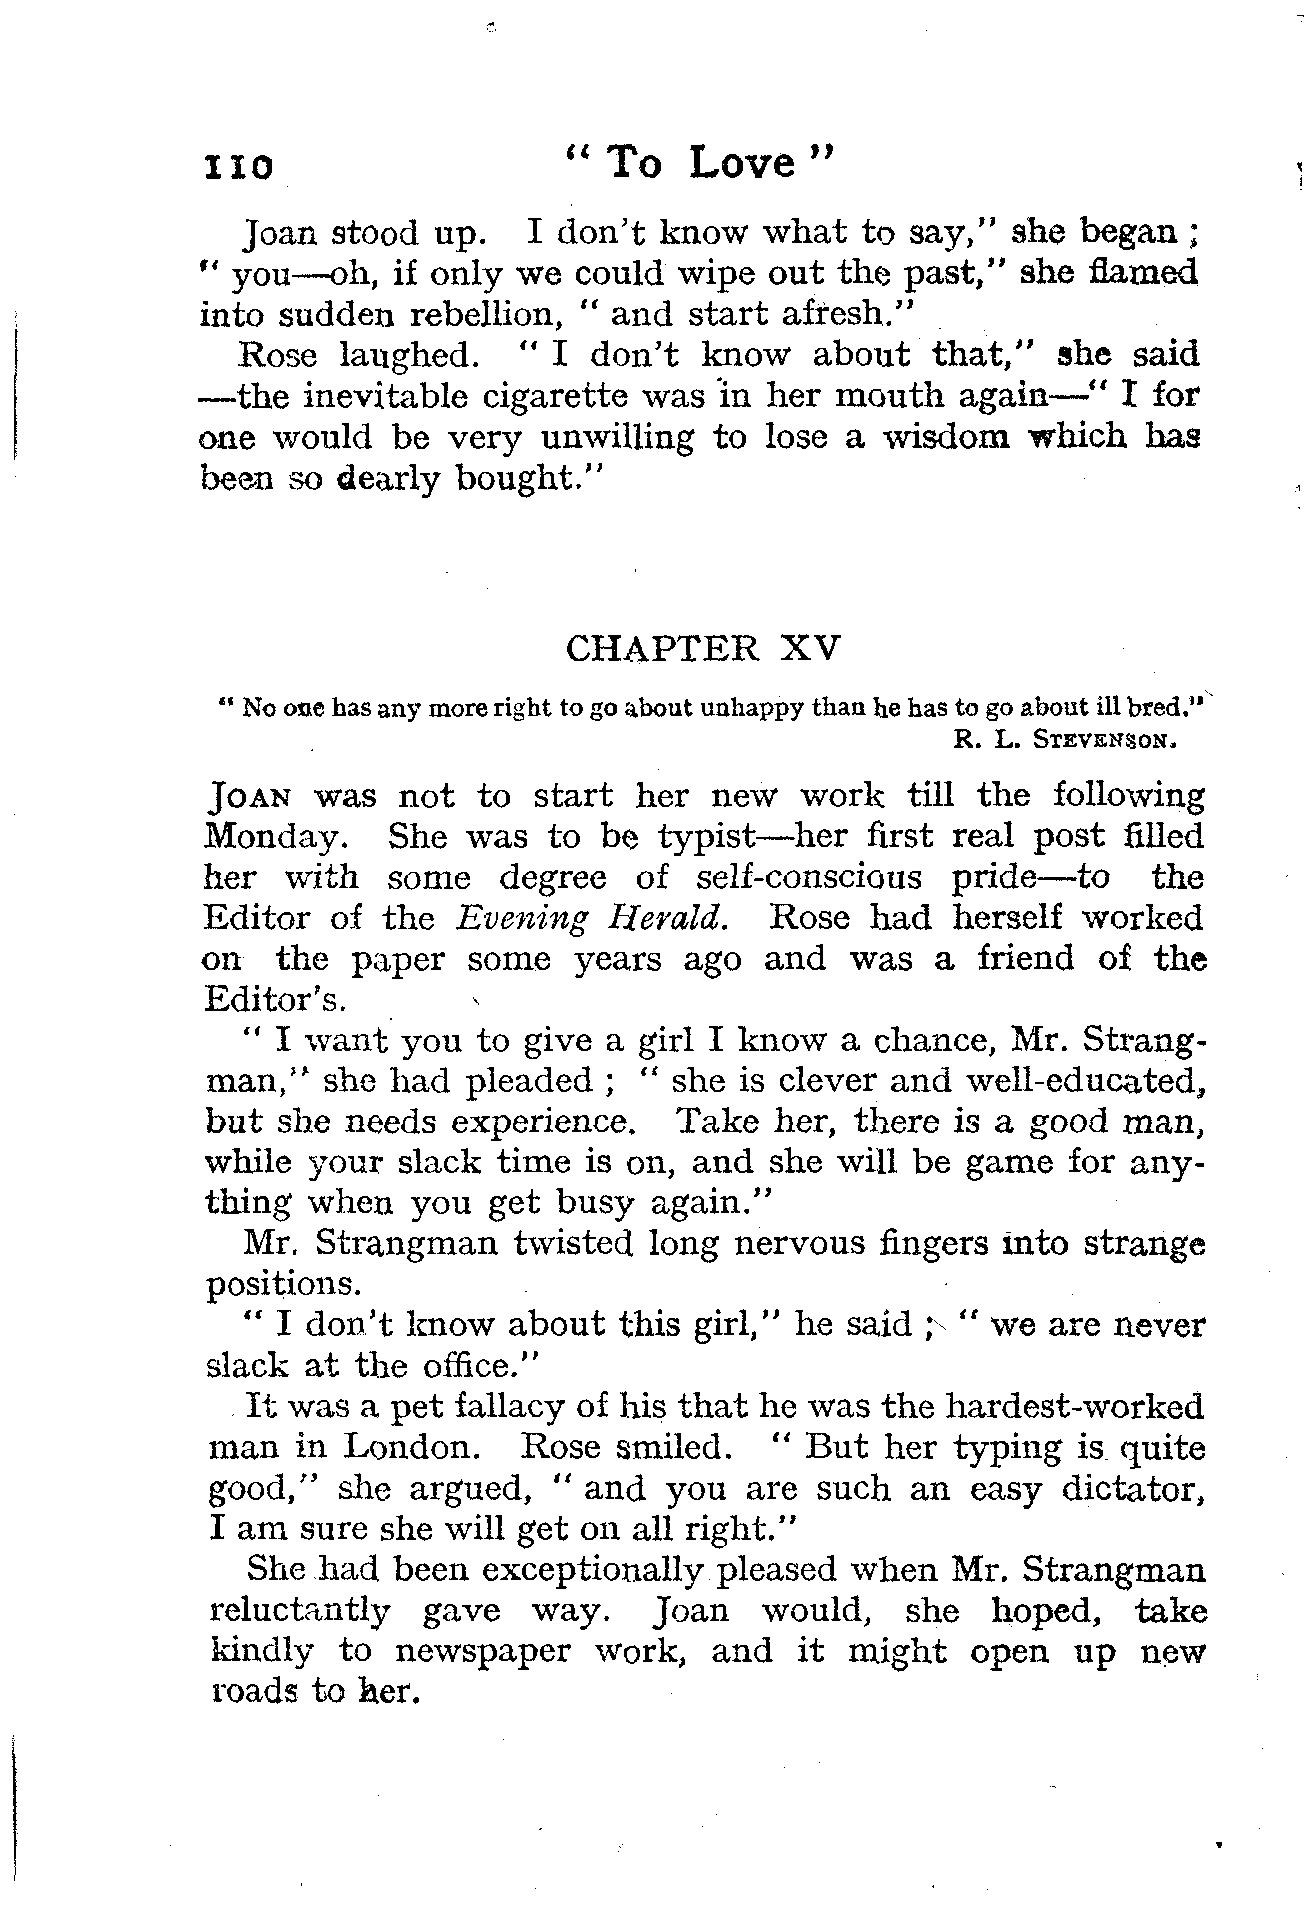 110 " To Love "
Joan stood up. I don't know what to say," she began ;
" you—oh, if only we could wipe out the past," she flamed
into sudden rebellion, " and start afresh."
Rose laughed. " I don't know about that," she said
—the inevitable cigarette was in her mouth again—" I for
one would be very unwilling to lose a wisdom which has
been so dearly bought."
CHAPTER XV
" No one has any more right to go about unhappy than he has to go about ill bred."
R. L. STEVENSON.
JOAN was not to start her new work till the following
Monday. She was to be typist—her first real post filled
her with some degree of self-conscious pride—to the
Editor of the Evening Herald. Rose had herself worked
on the paper some years ago and was a friend of the
Editor's.
" I want you to give a girl I know a chance, Mr. Strang-
man," she had pleaded ; " she is clever and well-educated,
but she needs experience. Take her, there is a good man,
while your slack time is on, and she will be game for any-
thing when you get busy again."
Mr. Strangman twisted long nervous fingers into strange
positions.
" I don't know about this girl," he said ; " we are never
slack at the office."
It was a pet fallacy of his that he was the hardest-worked
man in London. Rose smiled. " But her typing is quite
good," she argued, " and you are such an easy dictator,
I am sure she will get on all right."
She had been exceptionally pleased when Mr. Strangman
reluctantly gave way. Joan would, she hoped, take
kindly to newspaper work, and it might open up new
roads to her.